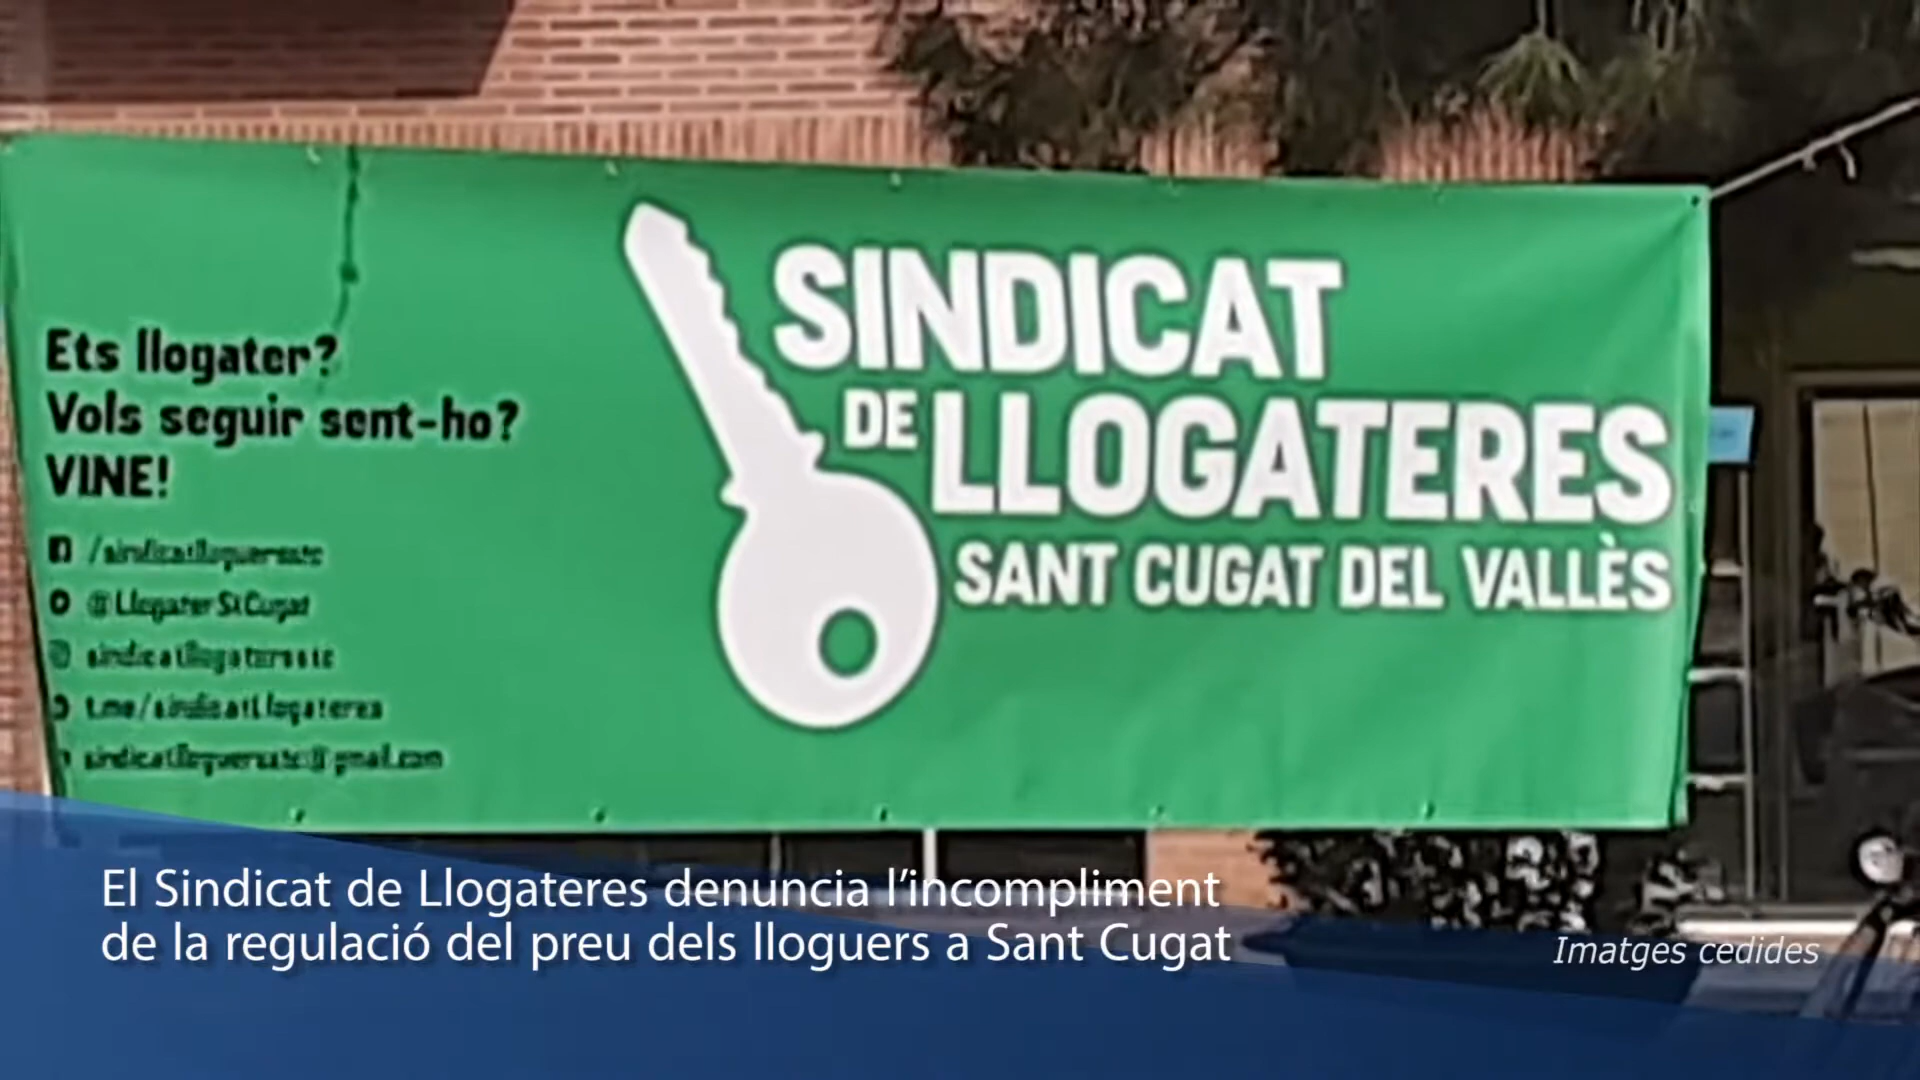 Ets llogater?
Vols seguir sent-ho?
VINE!
SINDICAT
DE LLOGATERES
SANT CUGAT DEL VALLÈS
El Sindicat de Llogateres denuncia l'incompliment
de la regulació del preu dels lloguers a Sant Cugat
Imatges cedides